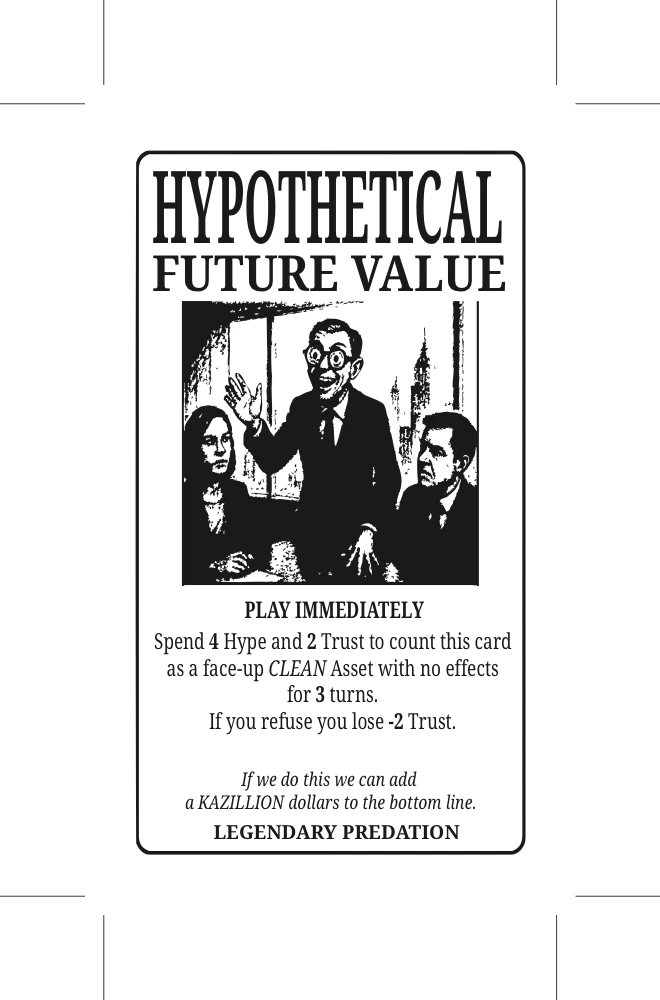 HYPOTHETICAL
FUTURE VALUE
PLAY IMMEDIATELY
Spend 4 Hype and 2 Trust to count this card
as a face-up CLEAN Asset with no effects
for 3 turns.
If you refuse you lose -2 Trust.
If we do this we can add
a KAZILLION dollars to the bottom line.
LEGENDARY PREDATION